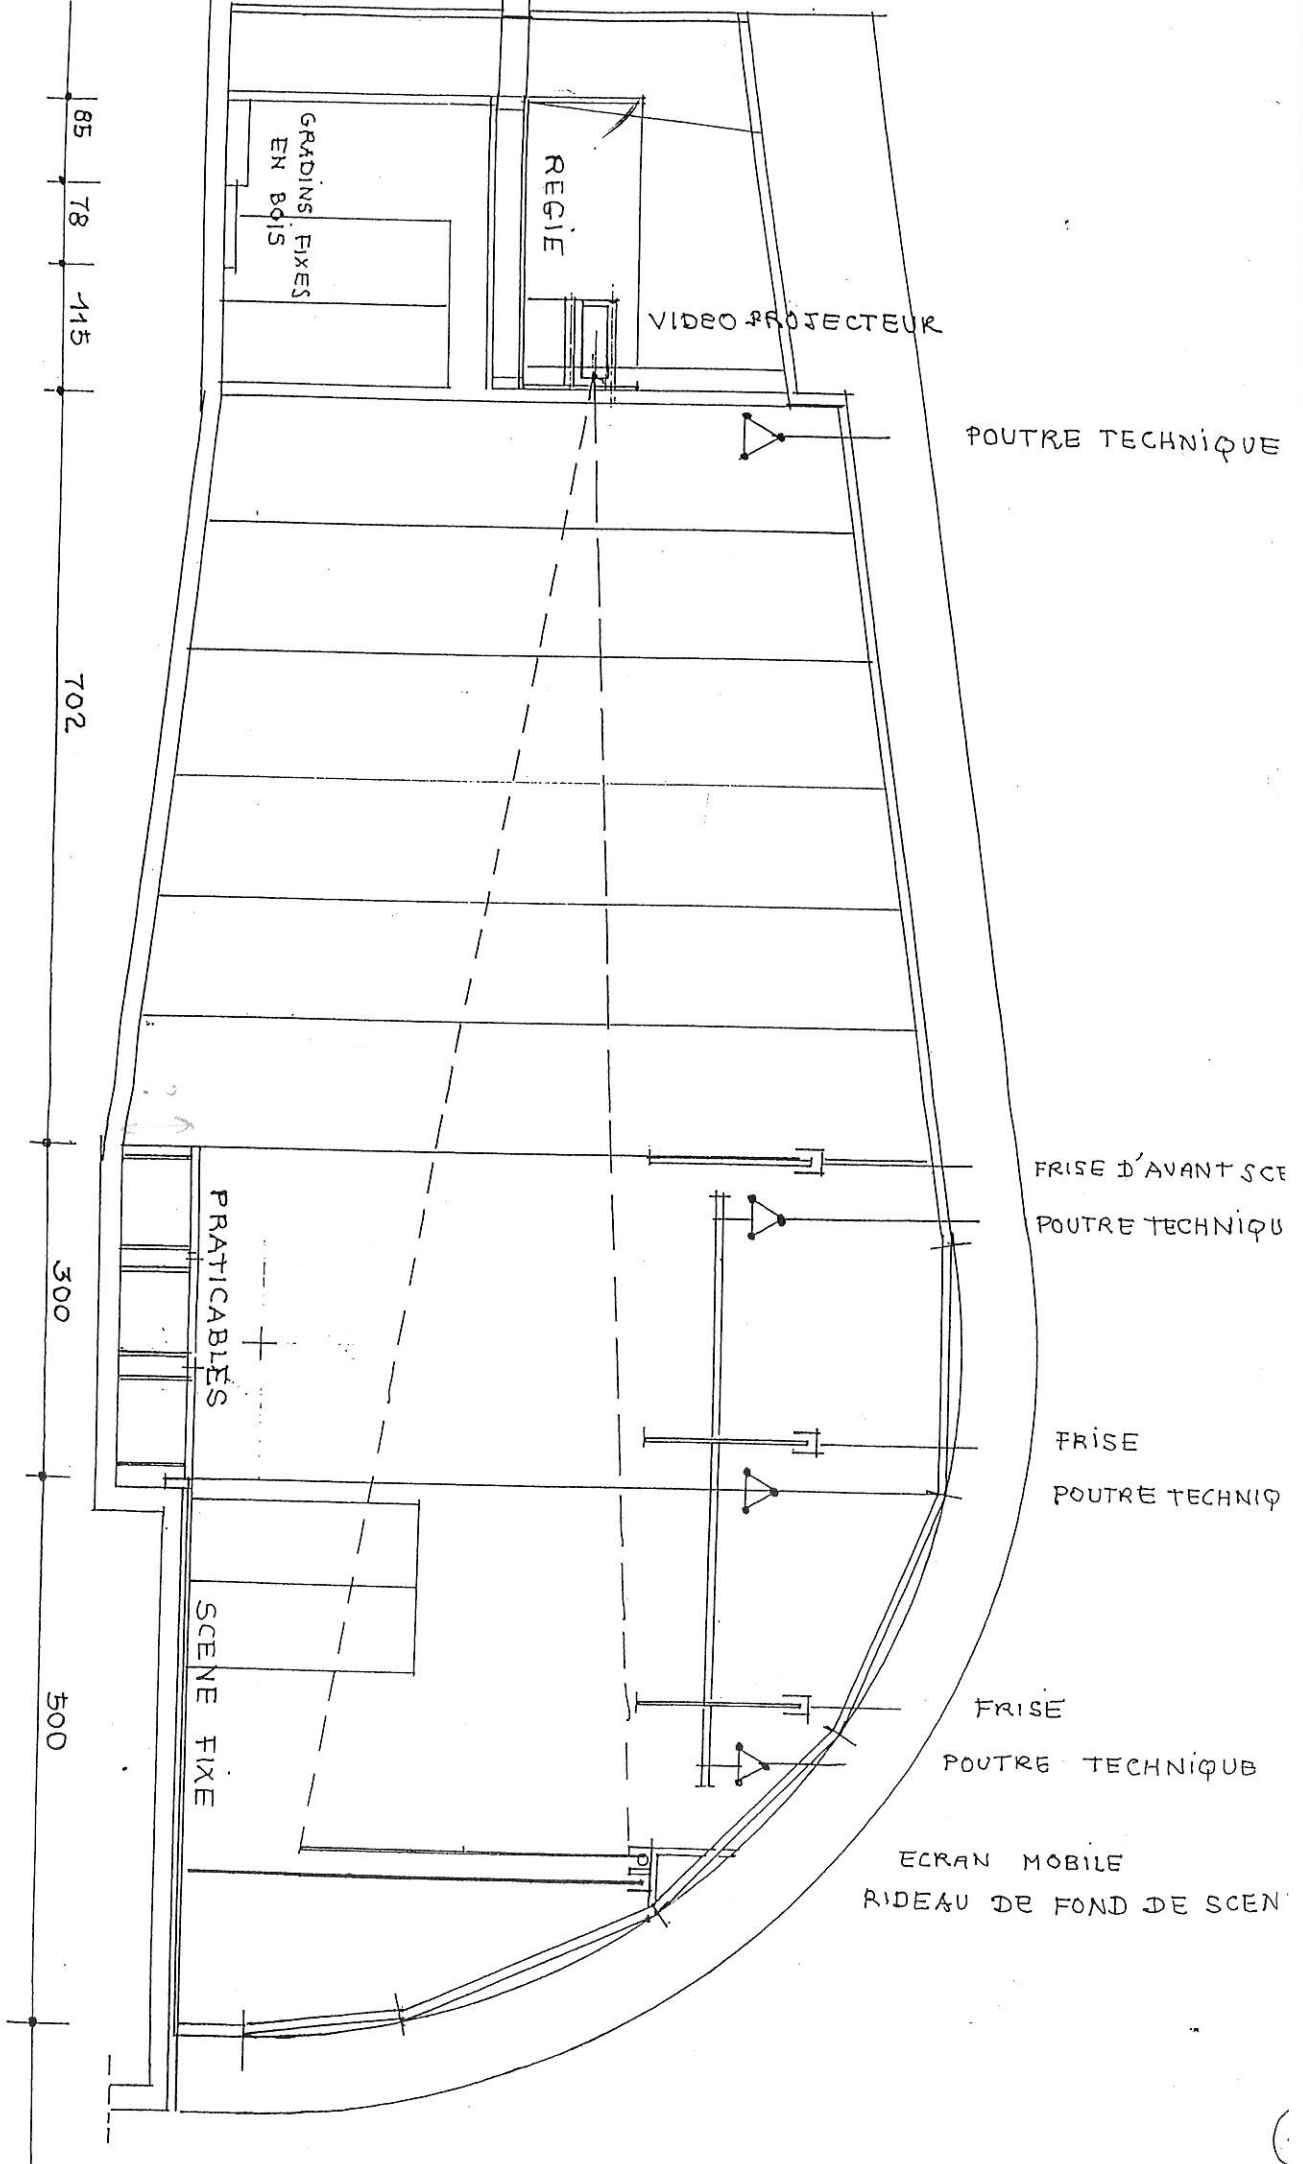 85
78
115
702
300
500
GRADINS FIXES
EN BOIS
REGIE
VIDEO PROJECTEUR
POUTRE TECHNIQUE
FRISE D'AVANT SCE
POUTRE TECHNIQU
PRATICABLES
FRISE
POUTRE TECHNIQ
SCENE FIXE
FRISE
POUTRE TECHNIQUE
ECRAN MOBILE
RIDEAU DE FOND DE SCEN